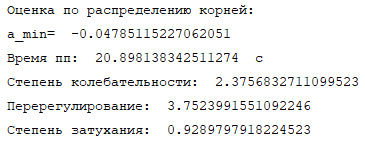 Оценка по распределению корней:
a_min=  -0.04785115227062051
Время пп:  20.898138342511274  с
Степень колебательности:  2.3756832711099523
Перерегулирование:  3.7523991551092246
Степень затухания:  0.9289797918224523